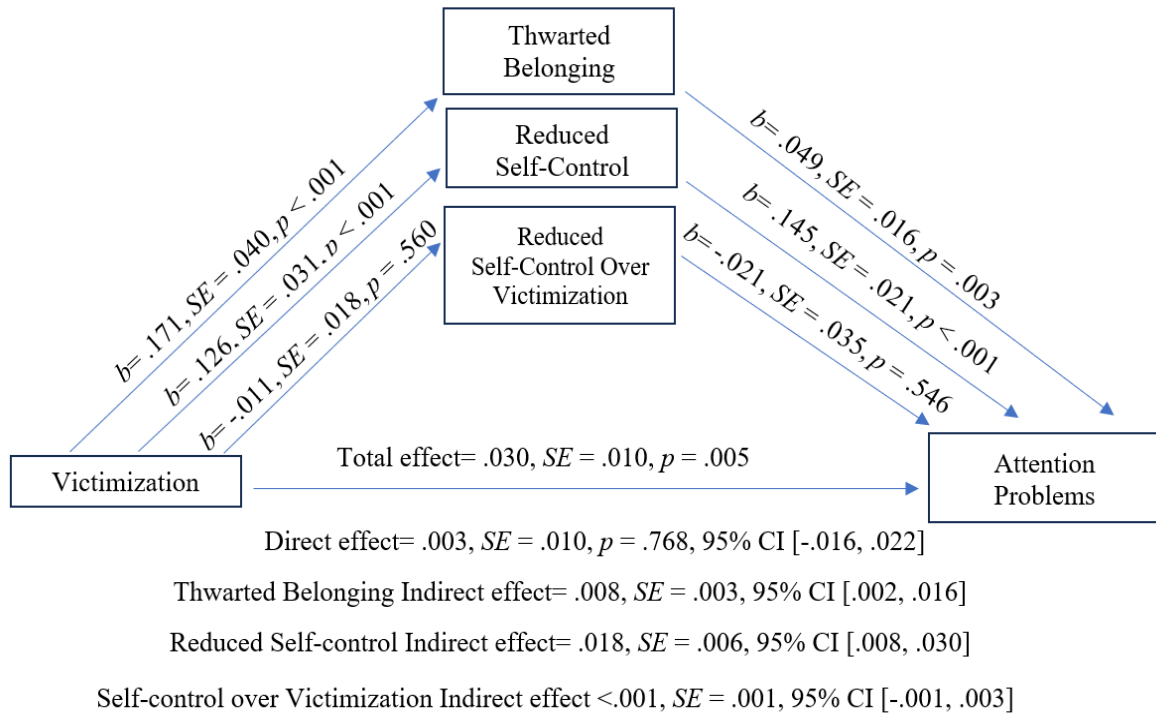 Thwarted
Belonging
Reduced
Self-Control
Reduced
Self-Control Over
Victimization
b= .171, SE = .040, p < .001
b= .126, SE = .031, p < .001
b= -.011, SE = .018, p = .560
b= .049, SE = .016, p = .003
b= .145, SE = .021, p < .001
b= -.021, SE = .035, p = .546
Victimization
Total effect= .030, SE = .010, p = .005
Attention
Problems
Direct effect= .003, SE = .010, p = .768, 95% CI [-.016, .022]
Thwarted Belonging Indirect effect= .008, SE = .003, 95% CI [.002, .016]
Reduced Self-control Indirect effect= .018, SE = .006, 95% CI [.008, .030]
Self-control over Victimization Indirect effect <.001, SE = .001, 95% CI [-.001, .003]